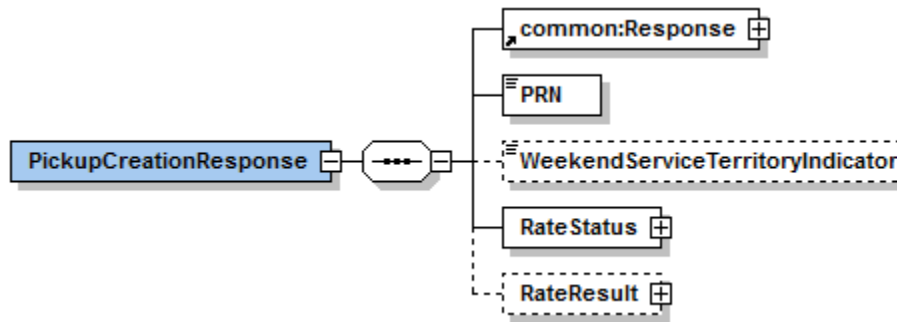 common:Response
PRN
PickupCreationResponse
WeekendServiceTerritoryIndicator
RateStatus
RateResult